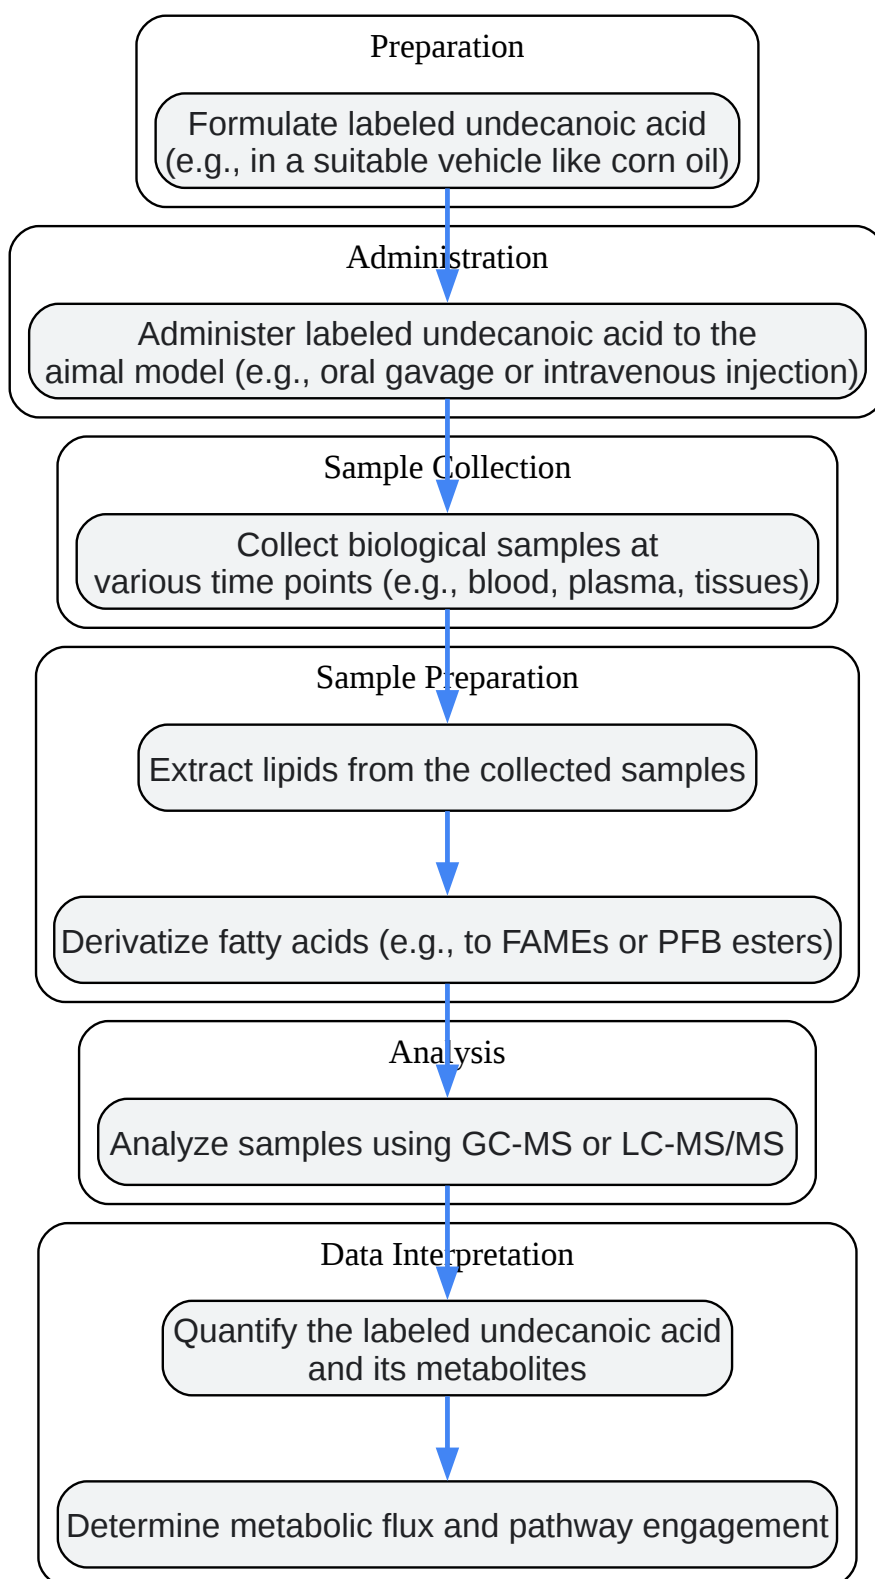 Preparation
Formulate labeled undecanoic acid
(e.g., in a suitable vehicle like corn oil)
Administration
Administer labeled undecanoic acid to the
aimal model (e.g., oral gavage or intravenous injection)
Sample Collection
Collect biological samples at
various time points (e.g., blood, plasma, tissues)
Sample Preparation
Extract lipids from the collected samples
Derivatize fatty acids (e.g., to FAMEs or PFB esters)
Analysis
Analyze samples using GC-MS or LC-MS/MS
Data Interpretation
Quantify the labeled undecanoic acid
and its metabolites
Determine metabolic flux and pathway engagement